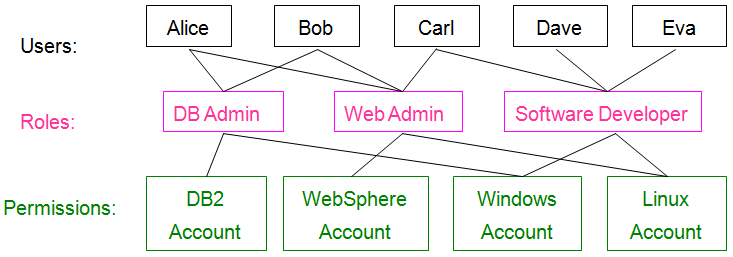 Users:
Alice
Bob
Carl
Dave
Eva
Roles:
DB Admin
Web Admin
Software Developer
Permissions:
DB2
Account
WebSphere
Account
Windows
Account
Linux
Account